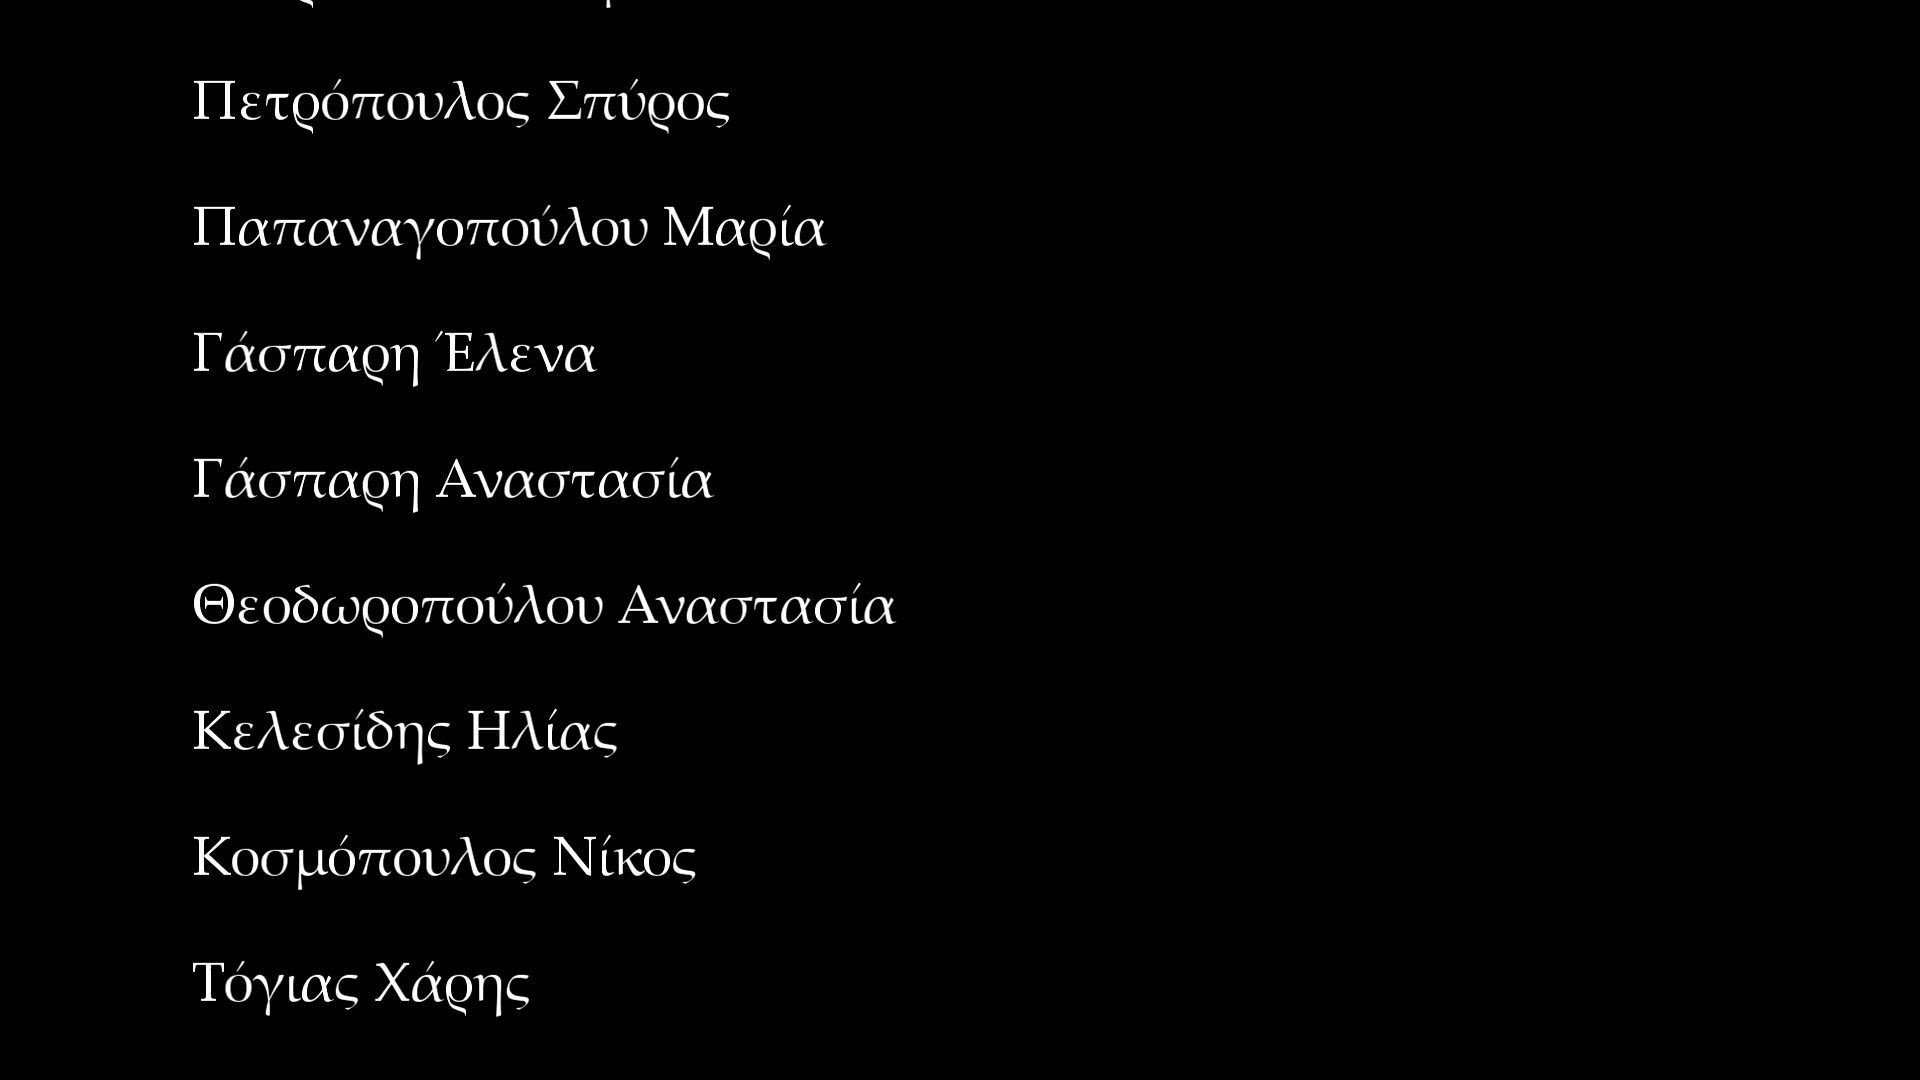 Πετρόπουλος Σπύρος
Παπαναγοπούλου Μαρία
Γάσπαρη Έλενα
Γάσπαρη Αναστασία
Θεοδωροπούλου Αναστασία
Κελεσίδης Ηλίας
Κοσμόπουλος Νίκος
Τόγιας Χάρης